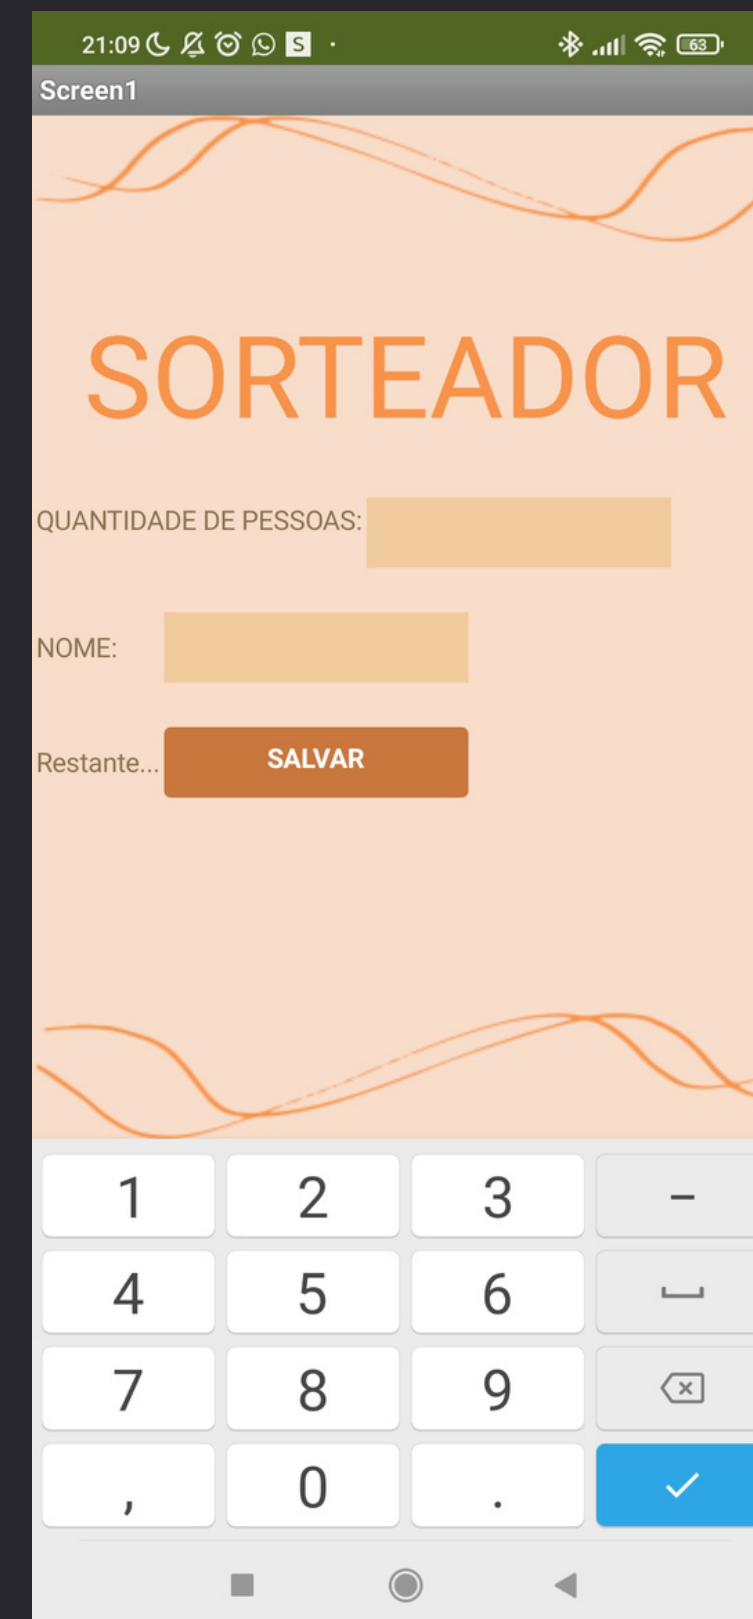 21:09 S
63
Screen1
SORTEADOR
QUANTIDADE DE PESSOAS:
NOME:
Restante... SALVAR
1 2 3 -
4 5 6
7 8 9
, 0 .